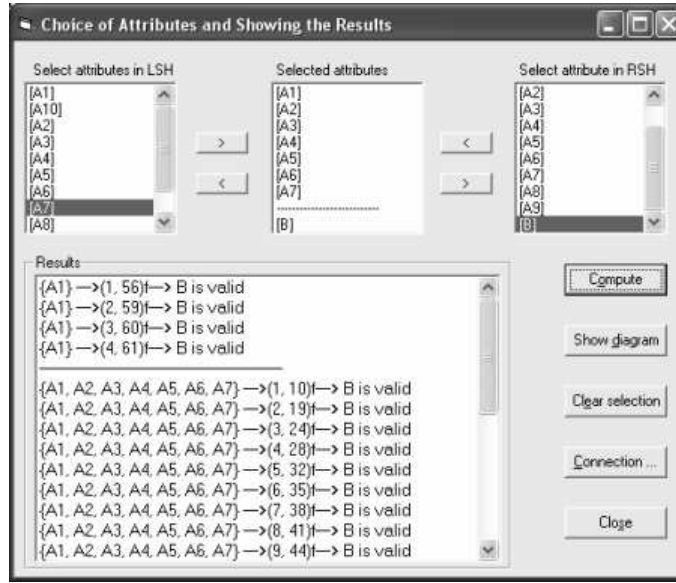 Choice of Attributes and Showing the Results
Select attributes in LSH
[A1]
[A10]
[A2]
[A3]
[A4]
[A5]
[A6]
[A7]
[A8]
>
<
Selected attributes
[A1]
[A2]
[A3]
[A4]
[A5]
[A6]
[A7]
----------------------------
[B]
<
>
Select attribute in RSH
[A2]
[A3]
[A4]
[A5]
[A6]
[A7]
[A8]
[A9]
[B]
Results
{A1} —>(1, 56)f—> B is valid
{A1} —>(2, 59)f—> B is valid
{A1} —>(3, 60)f—> B is valid
{A1} —>(4, 61)f—> B is valid
{A1, A2, A3, A4, A5, A6, A7} —>(1, 10)f—> B is valid
{A1, A2, A3, A4, A5, A6, A7} —>(2, 19)f—> B is valid
{A1, A2, A3, A4, A5, A6, A7} —>(3, 24)f—> B is valid
{A1, A2, A3, A4, A5, A6, A7} —>(4, 28)f—> B is valid
{A1, A2, A3, A4, A5, A6, A7} —>(5, 32)f—> B is valid
{A1, A2, A3, A4, A5, A6, A7} —>(6, 35)f—> B is valid
{A1, A2, A3, A4, A5, A6, A7} —>(7, 38)f—> B is valid
{A1, A2, A3, A4, A5, A6, A7} —>(8, 41)f—> B is valid
{A1, A2, A3, A4, A5, A6, A7} —>(9, 44)f—> B is valid
Compute
Show diagram
Clear selection
Connection ...
Close